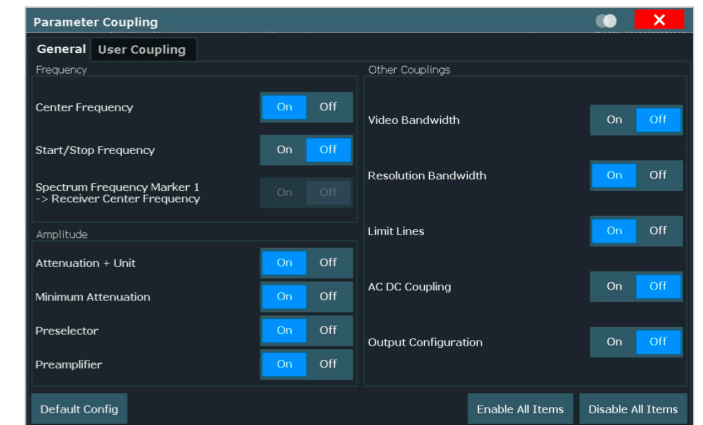 Parameter Coupling
X
General User Coupling
Frequency
Center Frequency On Off
Start/Stop Frequency On Off
Spectrum Frequency Marker 1
-> Receiver Center Frequency On Off
Amplitude
Attenuation + Unit On Off
Minimum Attenuation On Off
Preselector On Off
Preamplifier On Off
Other Couplings
Video Bandwidth On Off
Resolution Bandwidth On Off
Limit Lines On Off
AC DC Coupling On Off
Output Configuration On Off
Default Config Enable All Items Disable All Items